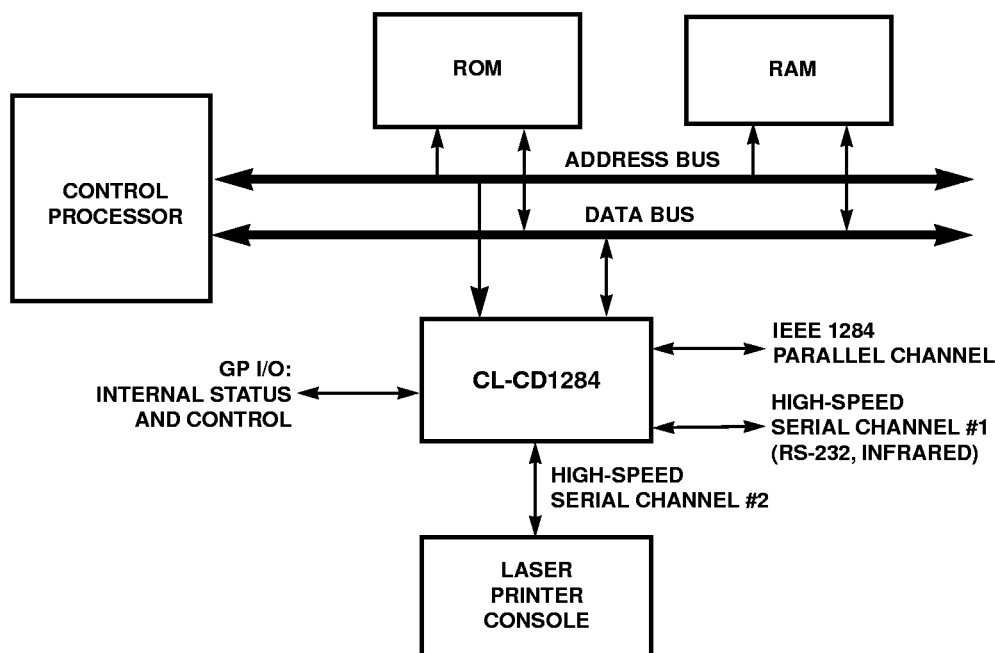 ROM
RAM
ADDRESS BUS
CONTROL
PROCESSOR
DATA BUS
IEEE 1284
PARALLEL CHANNEL
GP I/O:
INTERNAL STATUS
AND CONTROL
CL-CD1284
HIGH-SPEED
SERIAL CHANNEL #1
(RS-232, INFRARED)
HIGH-SPEED
SERIAL CHANNEL #2
LASER
PRINTER
CONSOLE